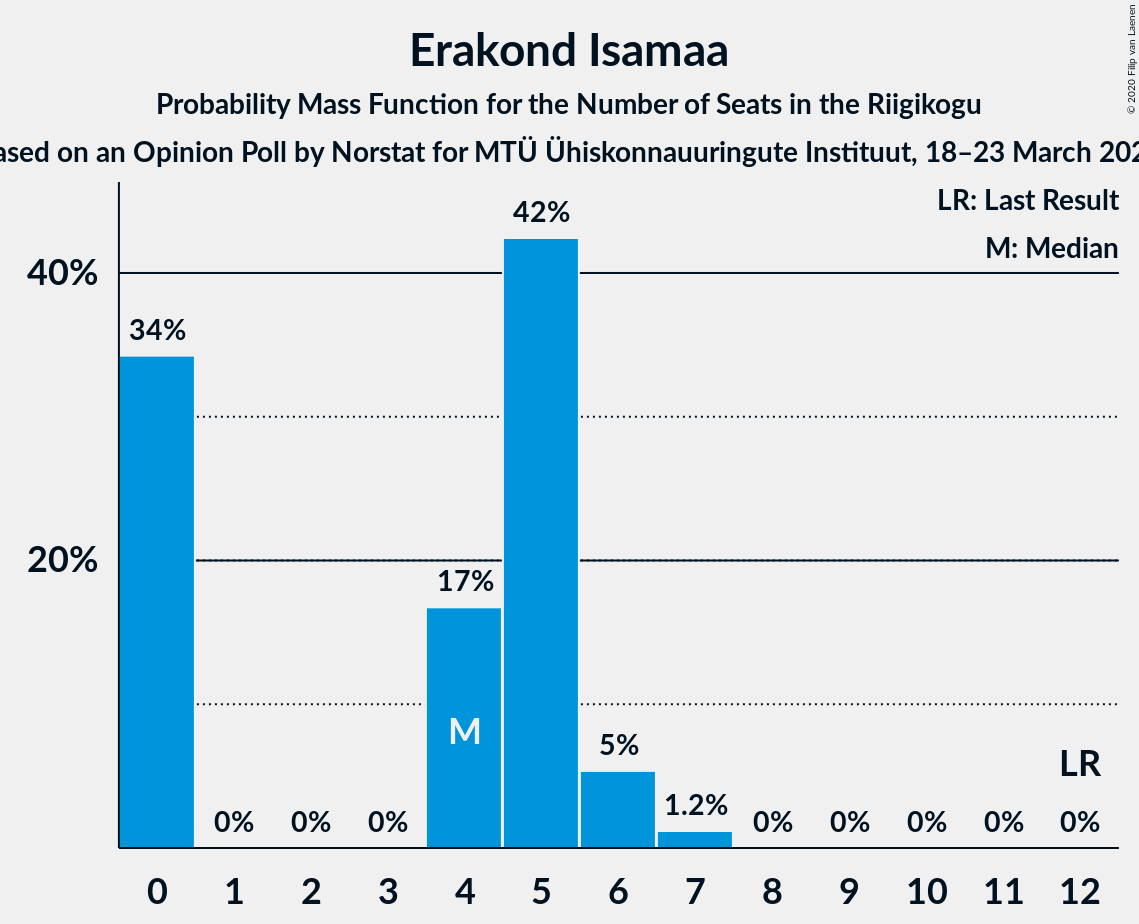 Erakond Isamaa
Probability Mass Function for the Number of Seats in the Riigikogu
ased on an Opinion Poll by Norstat for MTÜ Ühiskonnauuringute Instituut, 18–23 March 202
© 2020 Filip van Laenen
LR: Last Result
M: Median
42%
40%
34%
20%
17%
M
5%
LR
1.2%
0% 0% 0% 0% 0% 0% 0% 0%
0 1 2 3 4 5 6 7 8 9 10 11 12